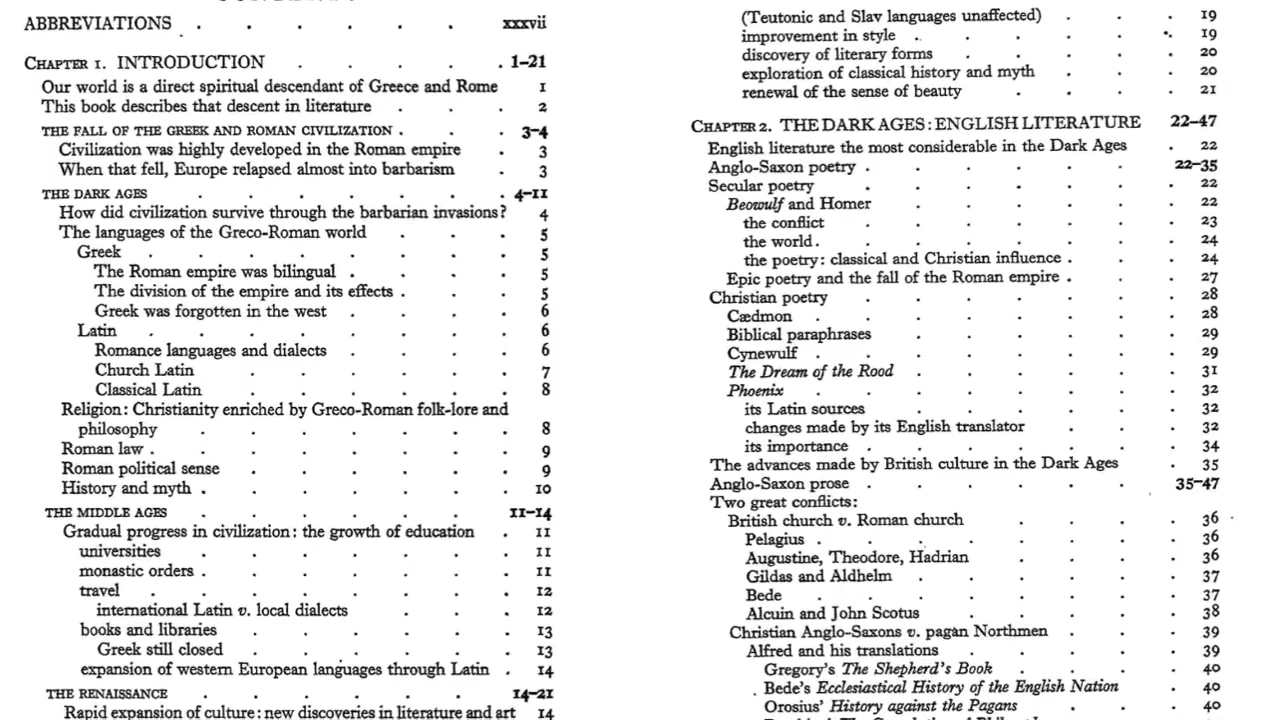 ABBREVIATIONS . . . . . . xxxvii
CHAPTER 1. INTRODUCTION . . . . . 1–21
Our world is a direct spiritual descendant of Greece and Rome 1
This book describes that descent in literature . . . 2
THE FALL OF THE GREEK AND ROMAN CIVILIZATION . . . 3–4
Civilization was highly developed in the Roman empire . 3
When that fell, Europe relapsed almost into barbarism . 3
THE DARK AGES . . . . . . . 4–11
How did civilization survive through the barbarian invasions? 4
The languages of the Greco-Roman world . . . 5
Greek . . . . . . . . 5
The Roman empire was bilingual . . . . 5
The division of the empire and its effects . . . 5
Greek was forgotten in the west . . . . 6
Latin . . . . . . . . 6
Romance languages and dialects . . . . 6
Church Latin . . . . . . 7
Classical Latin . . . . . . 8
Religion: Christianity enriched by Greco-Roman folk-lore and
philosophy . . . . . . . 8
Roman law . . . . . . . . 9
Roman political sense . . . . . . 9
History and myth . . . . . . . 10
THE MIDDLE AGES . . . . . . . 11–14
Gradual progress in civilization: the growth of education . 11
universities . . . . . . . 11
monastic orders . . . . . . . 11
travel . . . . . . . . 12
international Latin v. local dialects . . . 12
books and libraries . . . . . . 13
Greek still closed . . . . . . 13
expansion of western European languages through Latin . 14
THE RENAISSANCE . . . . . . . 14–21
Rapid expansion of culture: new discoveries in literature and art 14
(Teutonic and Slav languages unaffected) . . . 19
improvement in style . . . . . . 19
discovery of literary forms . . . . . 20
exploration of classical history and myth . . . 20
renewal of the sense of beauty . . . . 21
CHAPTER 2. THE DARK AGES: ENGLISH LITERATURE 22–47
English literature the most considerable in the Dark Ages . 22
Anglo-Saxon poetry . . . . . . . 22–35
Secular poetry . . . . . . . 22
Beowulf and Homer . . . . . . 22
the conflict . . . . . . . 23
the world . . . . . . . . 24
the poetry: classical and Christian influence . . . 24
Epic poetry and the fall of the Roman empire . . . 27
Christian poetry . . . . . . . 28
Cædmon . . . . . . . . 28
Biblical paraphrases . . . . . . 29
Cynewulf . . . . . . . . 29
The Dream of the Rood . . . . . . 31
Phoenix . . . . . . . . 32
its Latin sources . . . . . . 32
changes made by its English translator . . . 32
its importance . . . . . . . 34
The advances made by British culture in the Dark Ages . 35
Anglo-Saxon prose . . . . . . . 35–47
Two great conflicts:
British church v. Roman church . . . . 36
Pelagius . . . . . . . . 36
Augustine, Theodore, Hadrian . . . . 36
Gildas and Aldhelm . . . . . . 37
Bede . . . . . . . . 37
Alcuin and John Scotus . . . . . 38
Christian Anglo-Saxons v. pagan Northmen . . . 39
Alfred and his translations . . . . . 39
Gregory's The Shepherd's Book . . . . 40
Bede's Ecclesiastical History of the English Nation . 40
Orosius' History against the Pagans . . . 40